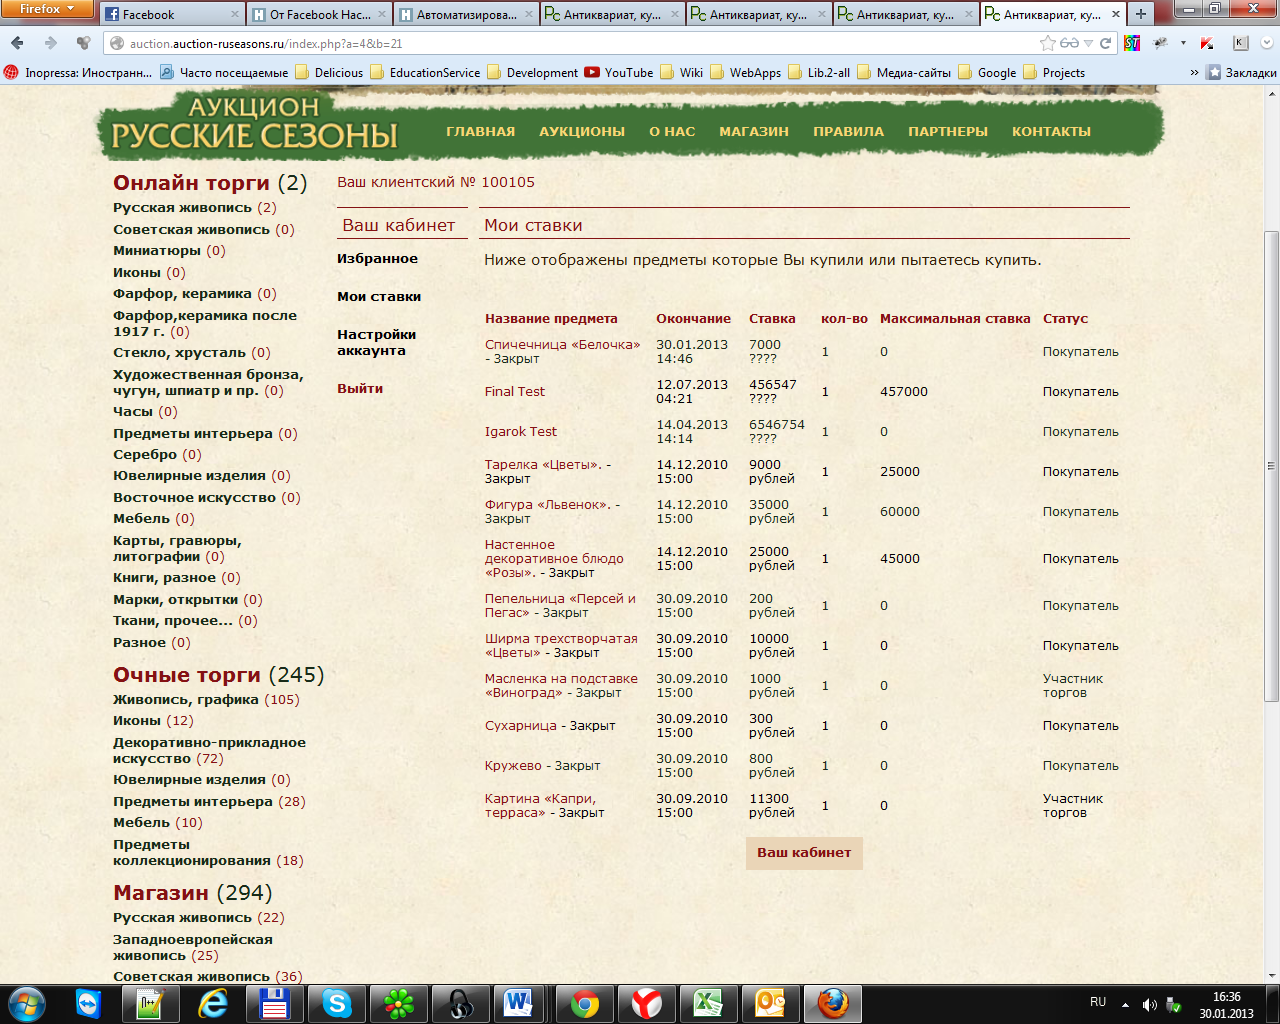 Firefox
Facebook
От Facebook Нас...
Автоматизирова...
Антиквариат, ку...
Антиквариат, ку...
Антиквариат, ку...
Антиквариат, ку...
auction.auction-ruseasons.ru/index.php?a=4&b=21
Inopressa: Иностранн...
Часто посещаемые
Delicious
EducationService
Development
YouTube
Wiki
WebApps
Lib.2-all
Медиа-сайты
Google
Projects
Закладки
АУКЦИОН
РУССКИЕ СЕЗОНЫ
ГЛАВНАЯ АУКЦИОНЫ О НАС МАГАЗИН ПРАВИЛА ПАРТНЕРЫ КОНТАКТЫ
Онлайн торги (2)
Русская живопись (2)
Советская живопись (0)
Миниатюры (0)
Иконы (0)
Фарфор, керамика (0)
Фарфор,керамика после
1917 г. (0)
Стекло, хрусталь (0)
Художественная бронза,
чугун, шпиатр и пр. (0)
Часы (0)
Предметы интерьера (0)
Серебро (0)
Ювелирные изделия (0)
Восточное искусство (0)
Мебель (0)
Карты, гравюры,
литографии (0)
Книги, разное (0)
Марки, открытки (0)
Ткани, прочее... (0)
Разное (0)
Очные торги (245)
Живопись, графика (105)
Иконы (12)
Декоративно-прикладное
искусство (72)
Ювелирные изделия (0)
Предметы интерьера (28)
Мебель (10)
Предметы
коллекционирования (18)
Магазин (294)
Русская живопись (22)
Западноевропейская
живопись (25)
Советская живопись (36)
Ваш клиентский № 100105
Ваш кабинет
Избранное
Мои ставки
Настройки
аккаунта
Выйти
Мои ставки
Ниже отображены предметы которые Вы купили или пытаетесь купить.
Название предмета Окончание Ставка кол-во Максимальная ставка Статус
Спичечница «Белочка» 30.01.2013 7000
- Закрыт 14:46 ???? 1 0 Покупатель
Final Test 12.07.2013 456547 1 457000 Покупатель
04:21 ????
Igarok Test 14.04.2013 6546754 1 0 Покупатель
14:14 ????
Тарелка «Цветы». - 14.12.2010 9000 1 25000 Покупатель
Закрыт 15:00 рублей
Фигура «Львенок». - 14.12.2010 35000 1 60000 Покупатель
Закрыт 15:00 рублей
Настенное
декоративное блюдо 14.12.2010 25000 1 45000 Покупатель
«Розы». - Закрыт 15:00 рублей
Пепельница «Персей и 30.09.2010 200 1 0 Покупатель
Пегас» - Закрыт 15:00 рублей
Ширма трехстворчатая 30.09.2010 10000 1 0 Покупатель
«Цветы» - Закрыт 15:00 рублей
Масленка на подставке 30.09.2010 1000 1 0 Участник
«Виноград» - Закрыт 15:00 рублей торгов
Сухарница - Закрыт 30.09.2010 300 1 0 Покупатель
15:00 рублей
Кружево - Закрыт 30.09.2010 800 1 0 Покупатель
15:00 рублей
Картина «Капри, 30.09.2010 11300 1 0 Участник
терраса» - Закрыт 15:00 рублей торгов
Ваш кабинет
RU
16:36
30.01.2013